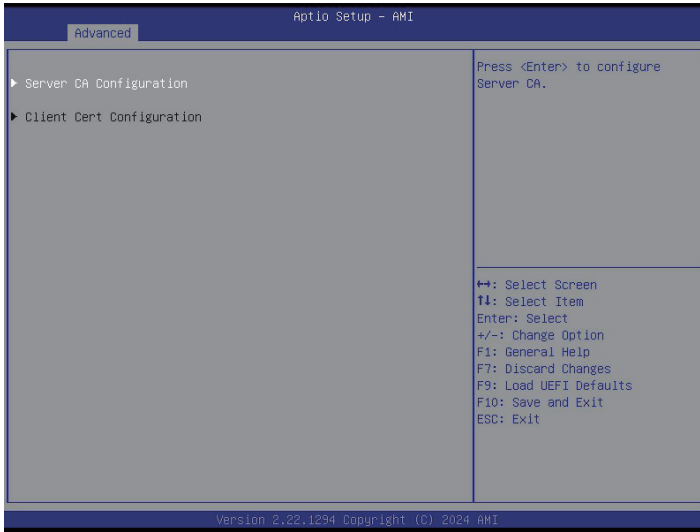 Aptio Setup – AMI
Advanced
Server CA Configuration
Client Cert Configuration
Press <Enter> to configure
Server CA.
↔: Select Screen
↑↓: Select Item
Enter: Select
+/-: Change Option
F1: General Help
F7: Discard Changes
F9: Load UEFI Defaults
F10: Save and Exit
ESC: Exit
Version 2.22.1294 Copyright (C) 2024 AMI